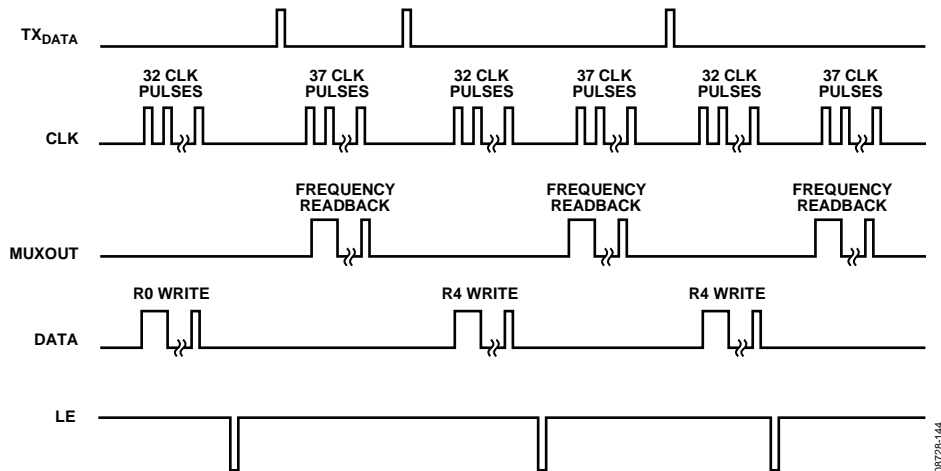 TXDATA
32 CLK
PULSES
37 CLK
PULSES
32 CLK
PULSES
37 CLK
PULSES
32 CLK
PULSES
37 CLK
PULSES
CLK
FREQUENCY
READBACK
FREQUENCY
READBACK
FREQUENCY
READBACK
MUXOUT
R0 WRITE
R4 WRITE
R4 WRITE
DATA
LE
08728-144